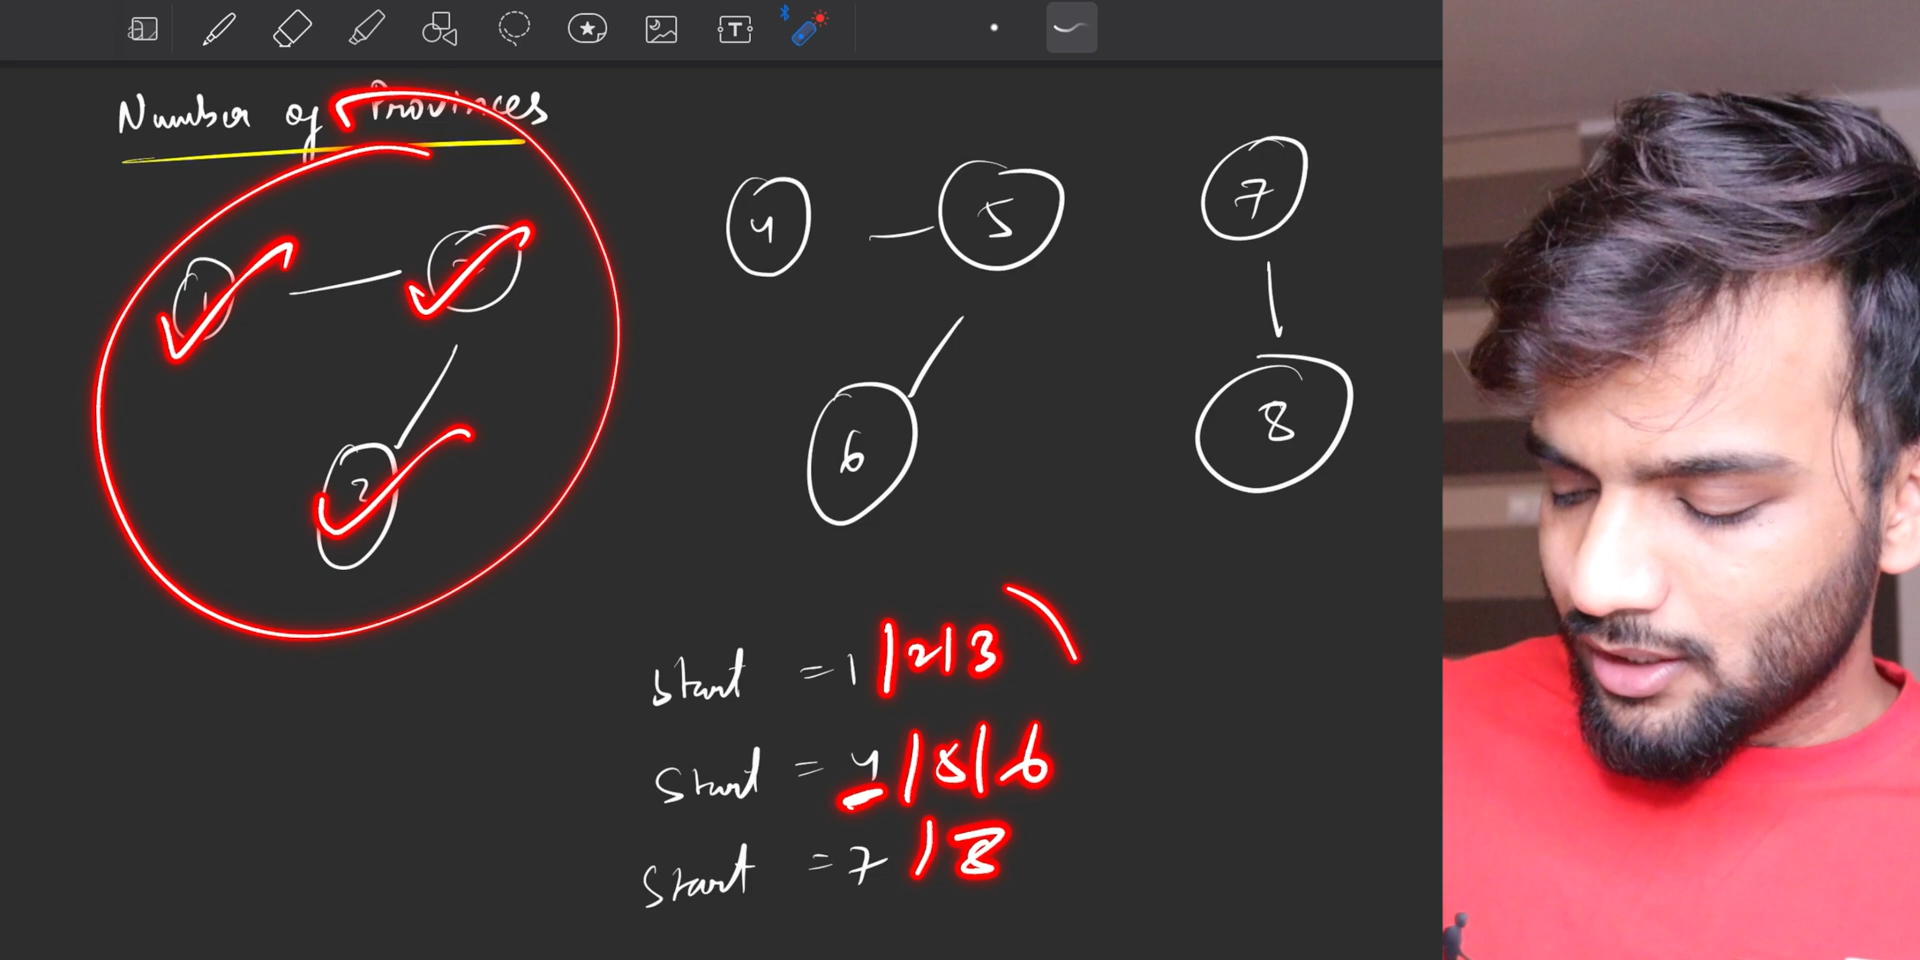 Number of Provinces
1
2
4
5
7
6
8
Start = 1 | 2 | 3
Start = 4 | 5 | 6
Start = 7 | 8
T